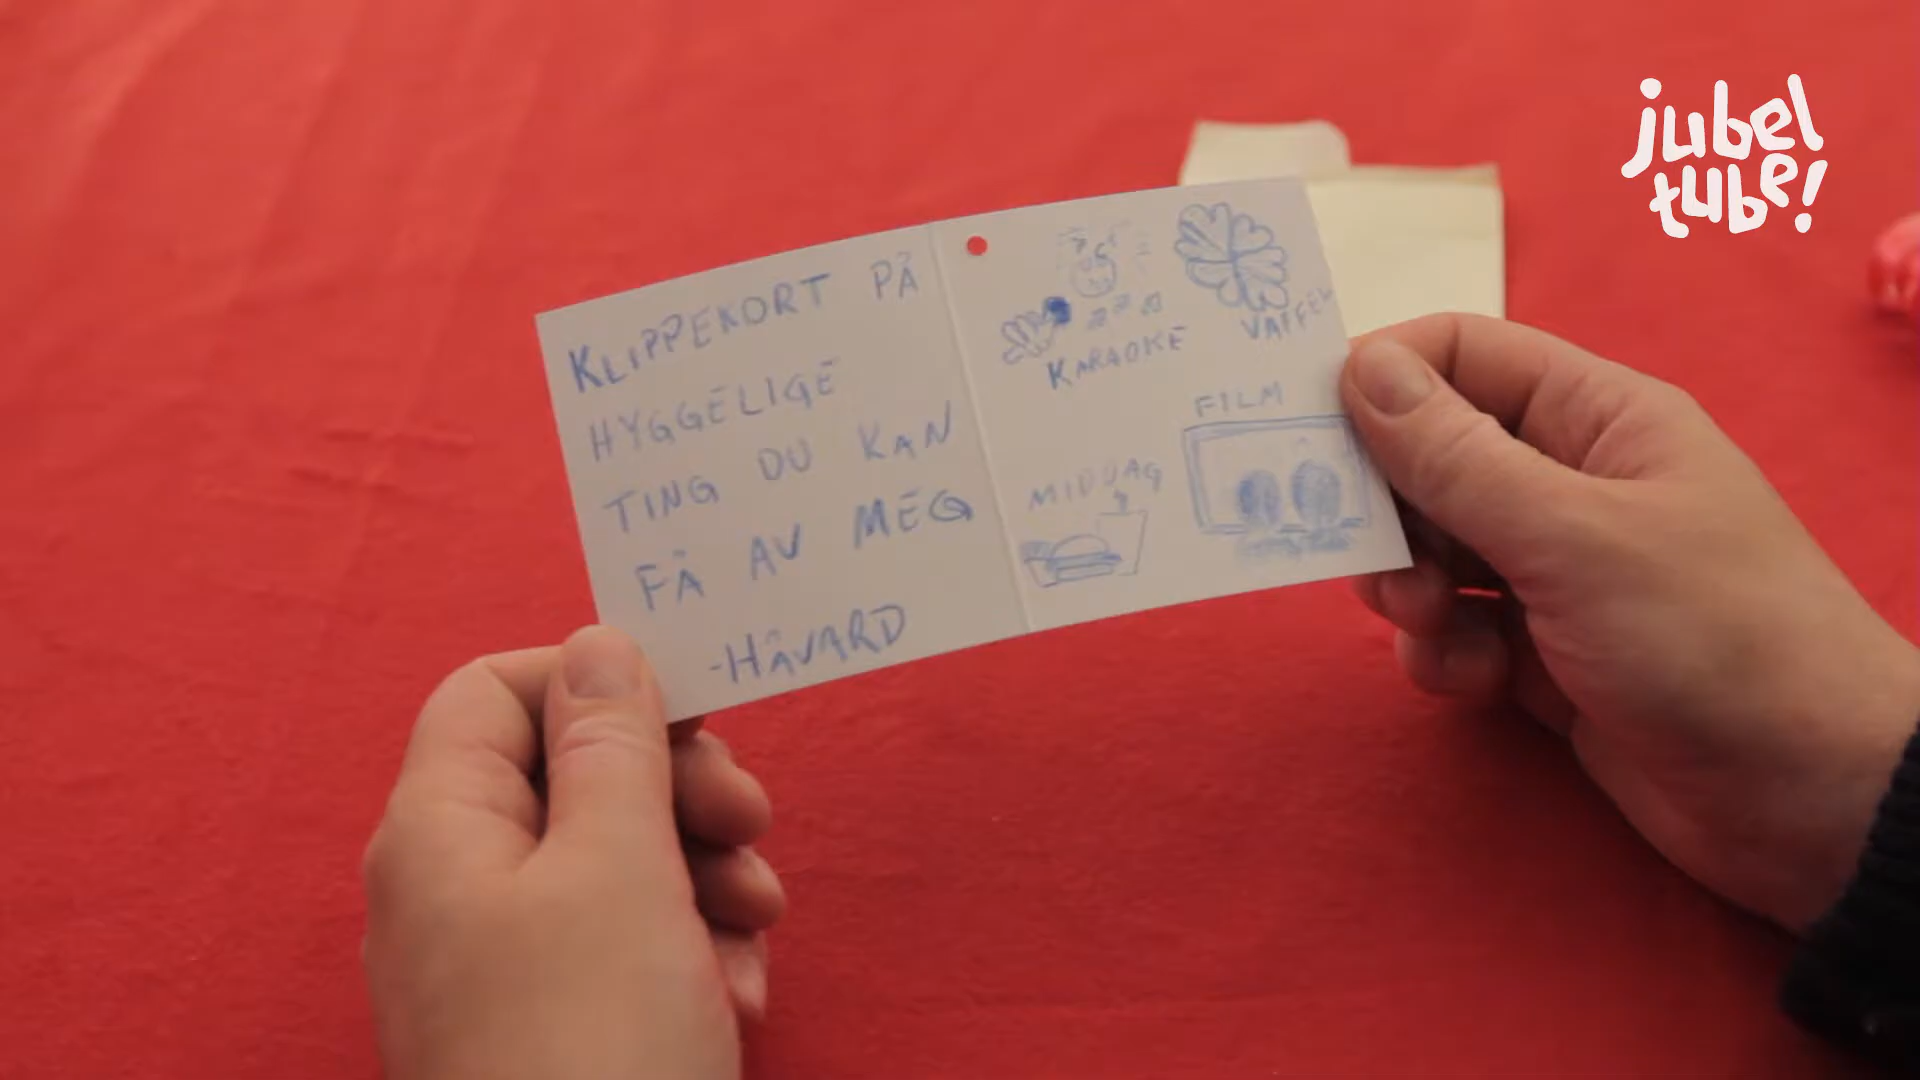 KLIPPEKORT PÅ
HYGGELIGE
TING DU KAN
FÅ AV MEG
-HÅVARD
KARAOKE
VAFFEL
FILM
MIDDAG
jubel
tube!